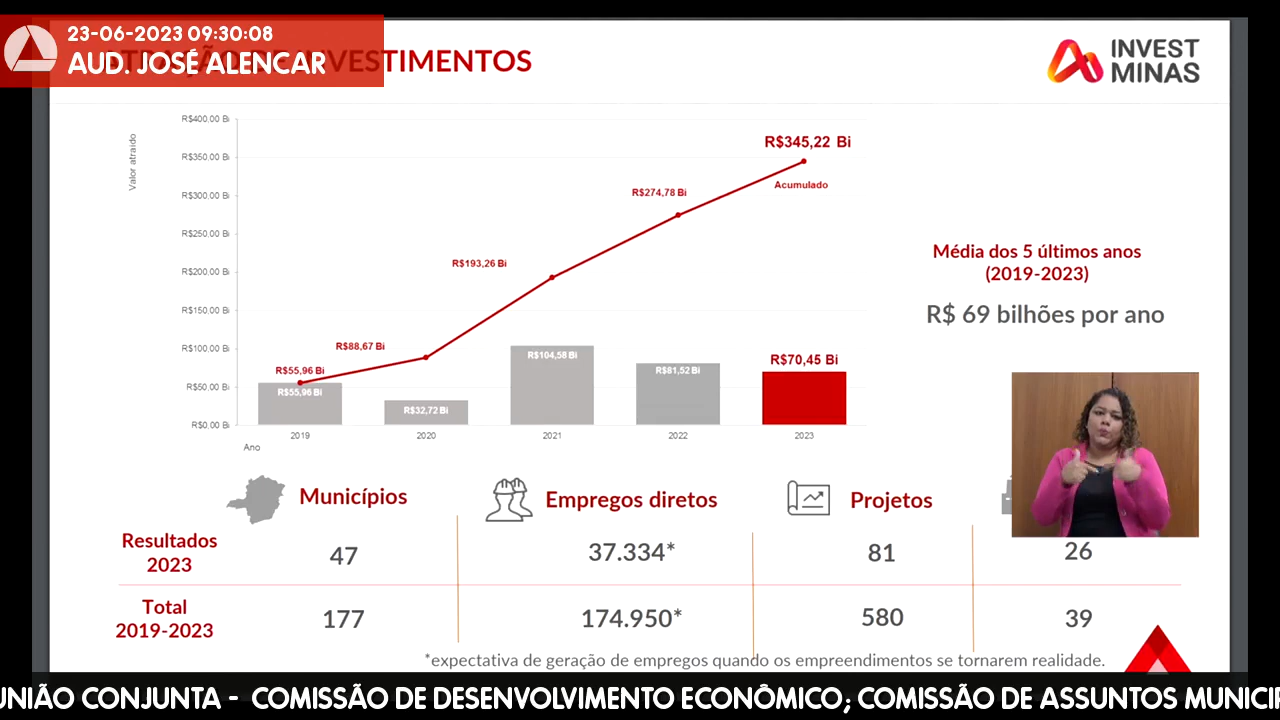 23-06-2023 09:30:08
AUD. JOSÉ ALENCAR
ATRAÇÃO DE INVESTIMENTOS
INVEST
MINAS
Valor atraído
R$400.00 Bi
R$350,00 Bi
R$300,00 Bi
R$250,00 Bi
R$200,00 Bi
R$150,00 Bi
R$100,00 Bi
R$50,00 Bi
R$0,00 Bi
R$345,22 Bi
Acumulado
R$274,78 Bi
R$193,26 Bi
R$88,67 Bi
R$55,96 Bi
R$55,96 Bi
R$32,72 Bi
R$104,58 Bi
R$81,52 Bi
R$70,45 Bi
2019 2020 2021 2022 2023
Ano
Média dos 5 últimos anos
(2019-2023)
R$ 69 bilhões por ano
Municípios Empregos diretos Projetos
Resultados
2023
47 37.334* 81 26
Total
2019-2023
177 174.950* 580 39
*expectativa de geração de empregos quando os empreendimentos se tornarem realidade.
UNIÃO CONJUNTA - COMISSÃO DE DESENVOLVIMENTO ECONÔMICO; COMISSÃO DE ASSUNTOS MUNICI